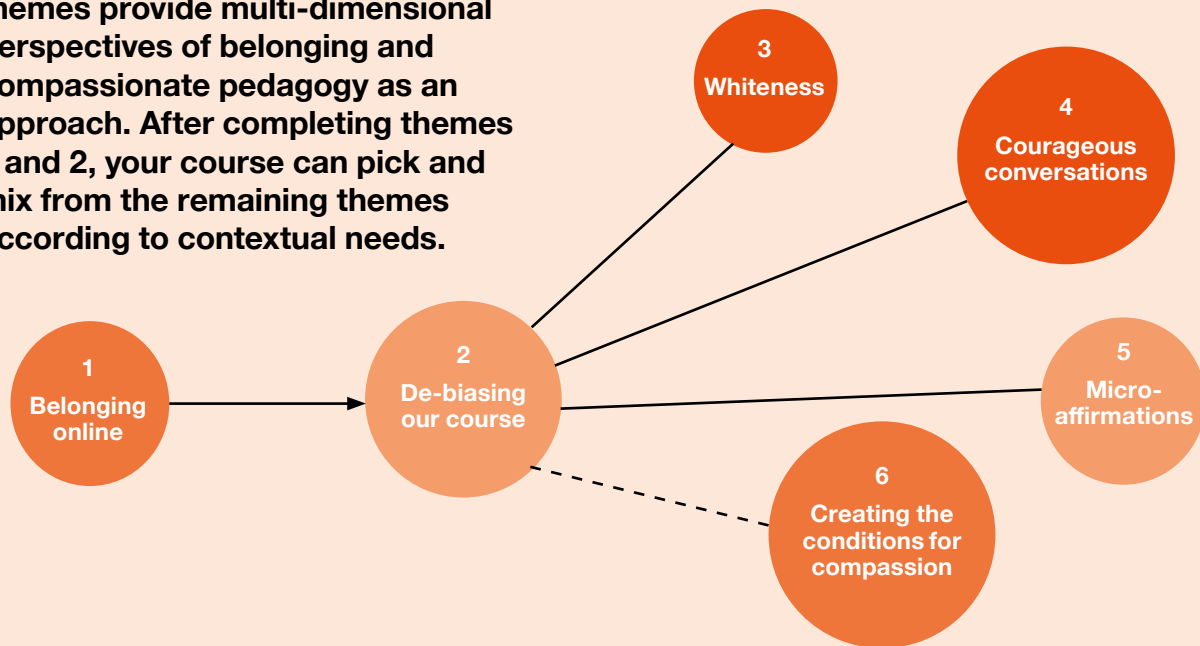 hemes provide multi-dimensional
erspectives of belonging and
ompassionate pedagogy as an
pproach. After completing themes
and 2, your course can pick and
mix from the remaining themes
ccording to contextual needs.
3
Whiteness
4
Courageous
conversations
1
Belonging
online
2
De-biasing
our course
5
Micro-
affirmations
6
Creating the
conditions for
compassion